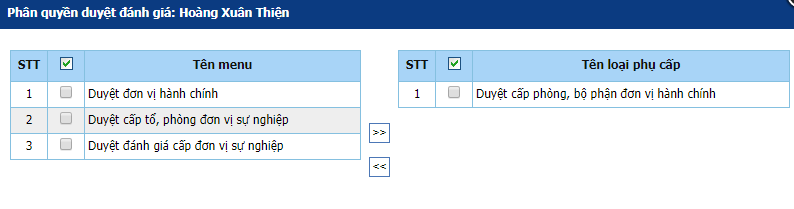 Phân quyền duyệt đánh giá: Hoàng Xuân Thiện
STT Tên menu
1 Duyệt đơn vị hành chính
2 Duyệt cấp tổ, phòng đơn vị sự nghiệp
3 Duyệt đánh giá cấp đơn vị sự nghiệp
>>
<<
STT Tên loại phụ cấp
1 Duyệt cấp phòng, bộ phận đơn vị hành chính